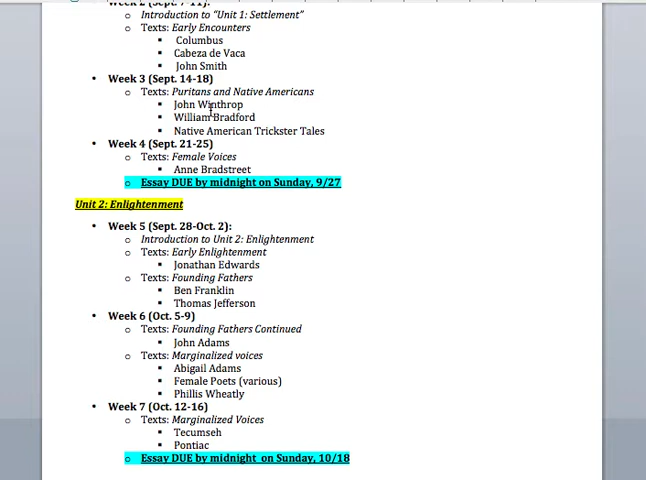 Week 2 (Sept. 7-11):
o Introduction to "Unit 1: Settlement"
o Texts: Early Encounters
▪ Columbus
▪ Cabeza de Vaca
▪ John Smith
• Week 3 (Sept. 14-18)
o Texts: Puritans and Native Americans
▪ John Winthrop
▪ William Bradford
▪ Native American Trickster Tales
• Week 4 (Sept. 21-25)
o Texts: Female Voices
▪ Anne Bradstreet
o Essay DUE by midnight on Sunday, 9/27
Unit 2: Enlightenment
• Week 5 (Sept. 28-Oct. 2):
o Introduction to Unit 2: Enlightenment
o Texts: Early Enlightenment
▪ Jonathan Edwards
o Texts: Founding Fathers
▪ Ben Franklin
▪ Thomas Jefferson
• Week 6 (Oct. 5-9)
o Texts: Founding Fathers Continued
▪ John Adams
o Texts: Marginalized voices
▪ Abigail Adams
▪ Female Poets (various)
▪ Phillis Wheatly
• Week 7 (Oct. 12-16)
o Texts: Marginalized Voices
▪ Tecumseh
▪ Pontiac
o Essay DUE by midnight  on Sunday, 10/18